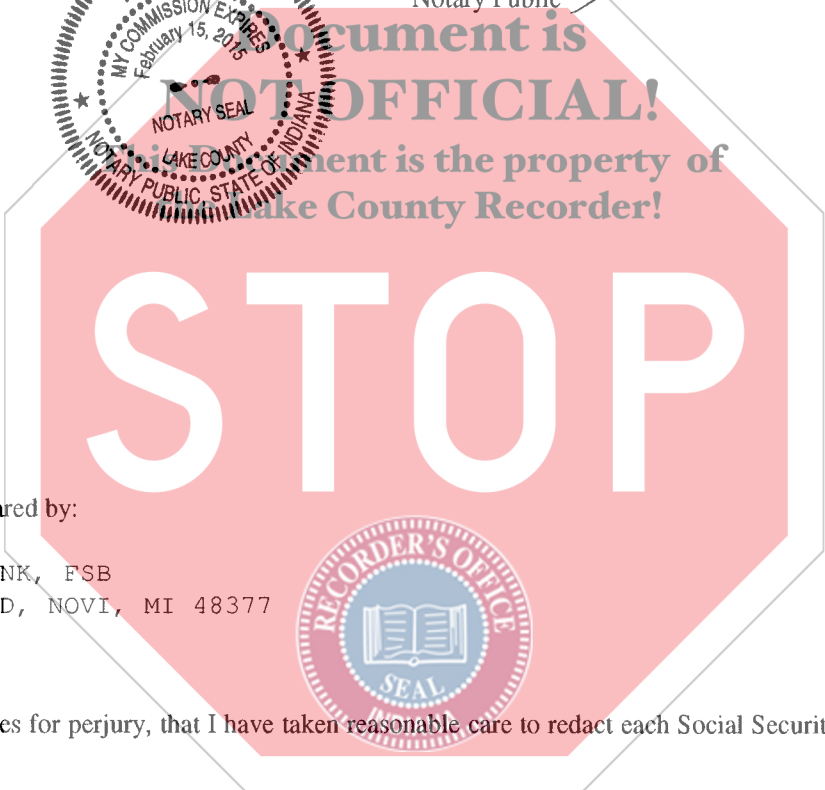 Notary Public
MY COMMISSION EXPIRES
February 15, 2015
NOTARY SEAL
LAKE COUNTY
NOTARY PUBLIC, STATE OF INDIANA
Document is
NOT OFFICIAL!
This Document is the property of
the Lake County Recorder!
STOP
ared by:
NK, FSB
D, NOVI, MI 48377
RECORDER'S OFFICE
SEAL
INDIANA
es for perjury, that I have taken reasonable care to redact each Social Securit